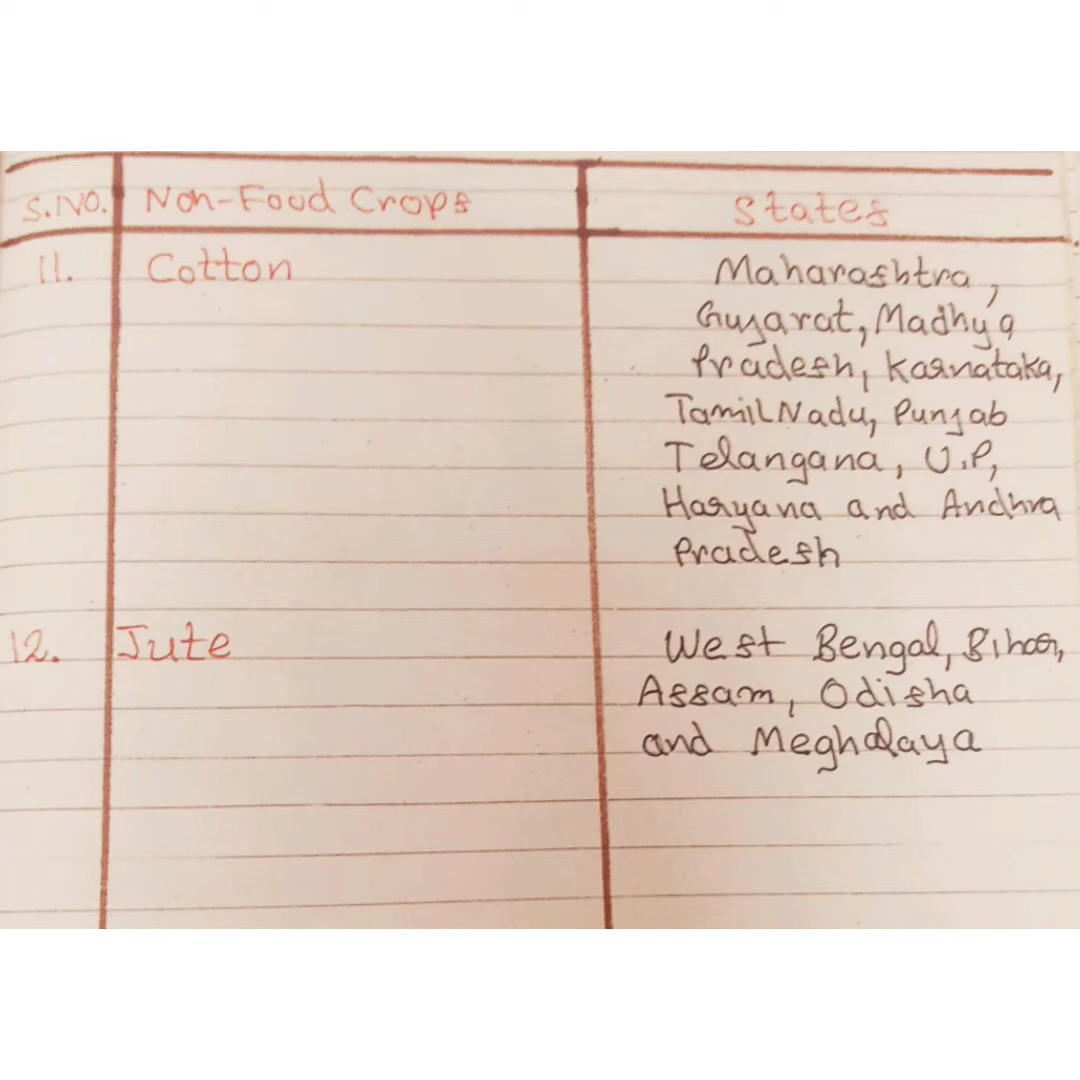 S.NO. Non-Food Crops States
11. Cotton Maharashtra,
Gujarat, Madhya
Pradesh, Karnataka,
Tamil Nadu, Punjab
Telangana, U.P,
Haryana and Andhra
Pradesh
12. Jute West Bengal, Bihar,
Assam, Odisha
and Meghalaya